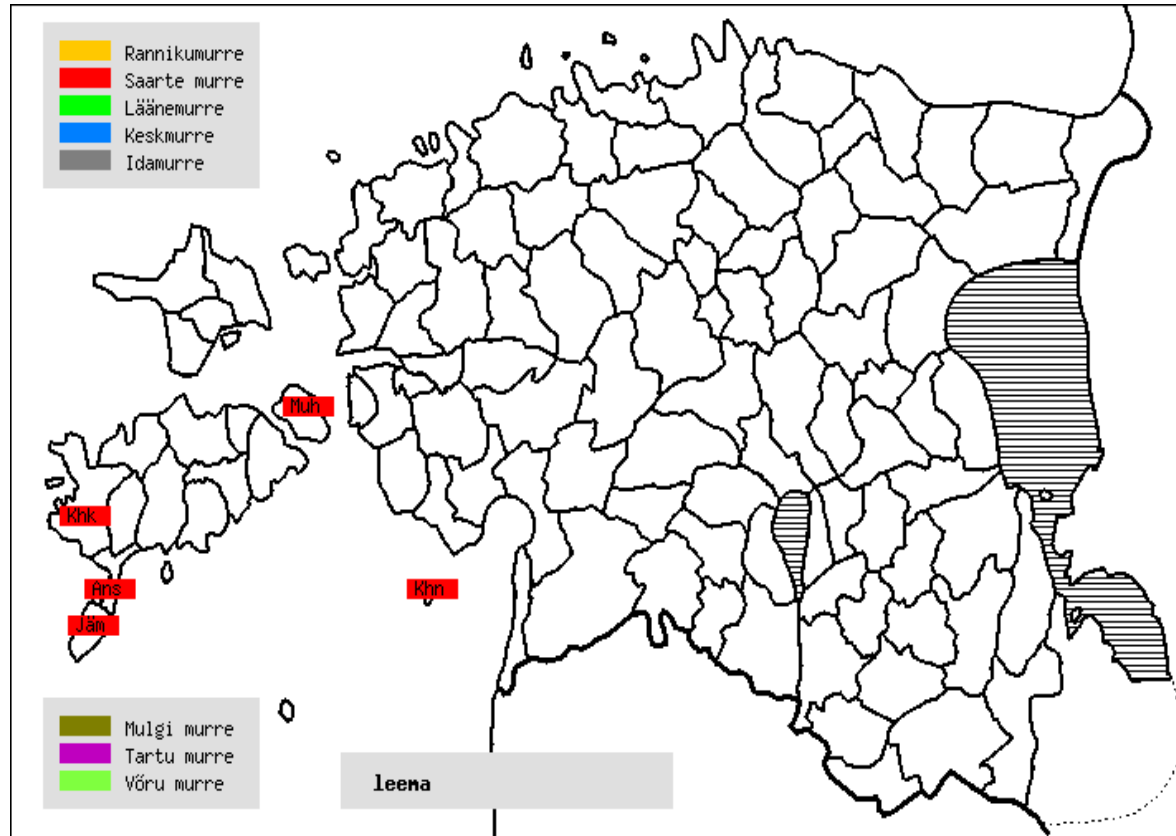 Rannikumurre
Saarte murre
Läänemurre
Keskmurre
Idamurre
Muh
Khk
Ans
Khn
Jäm
Mulgi murre
Tartu murre
Võru murre
leema